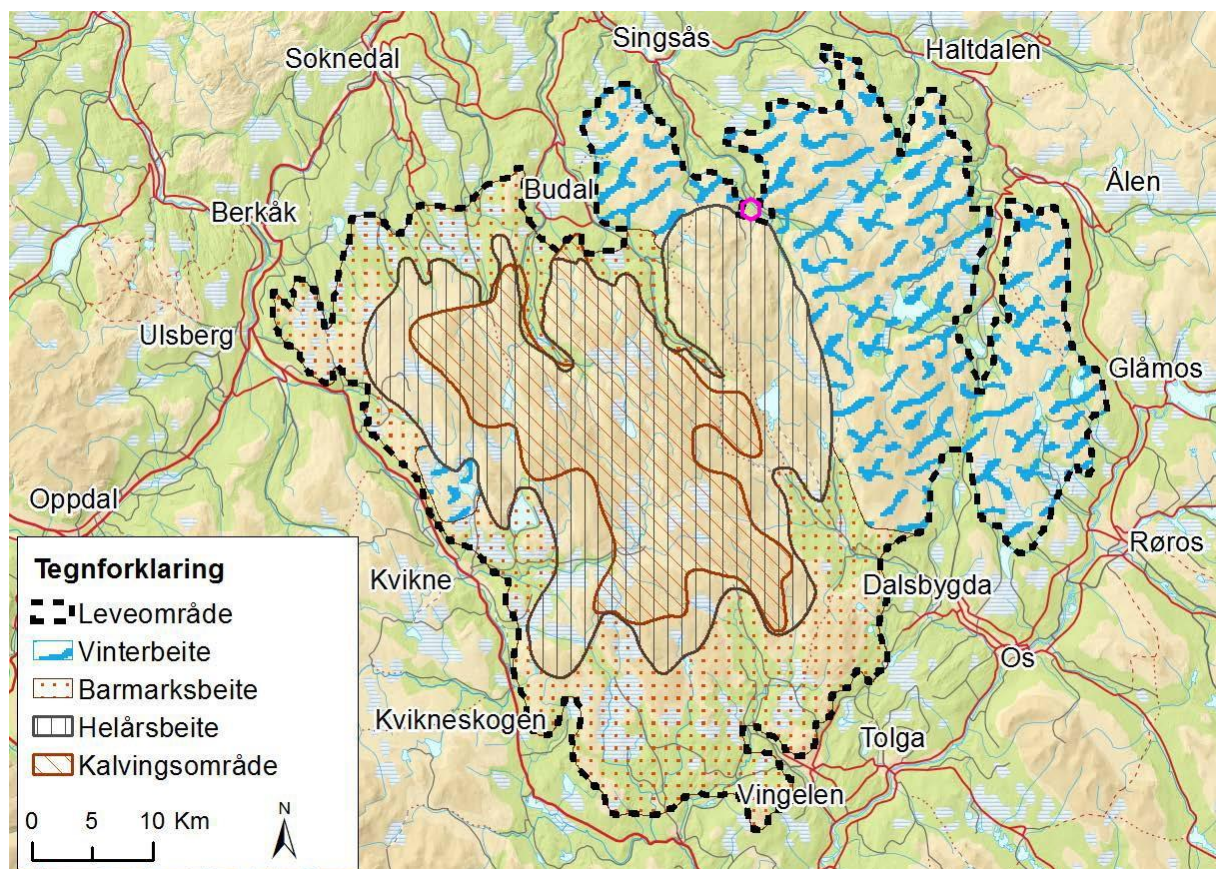 Singsås
Haltdalen
Soknedal
Ålen
Budal
Berkåk
Ulsberg
Glåmos
Oppdal
Røros
Kvikne
Dalsbygda
Os
Kvikneskogen
Tolga
Vingelen
Tegnforklaring
Leveområde
Vinterbeite
Barmarksbeite
Helårsbeite
Kalvingsområde
N
0 5 10 Km